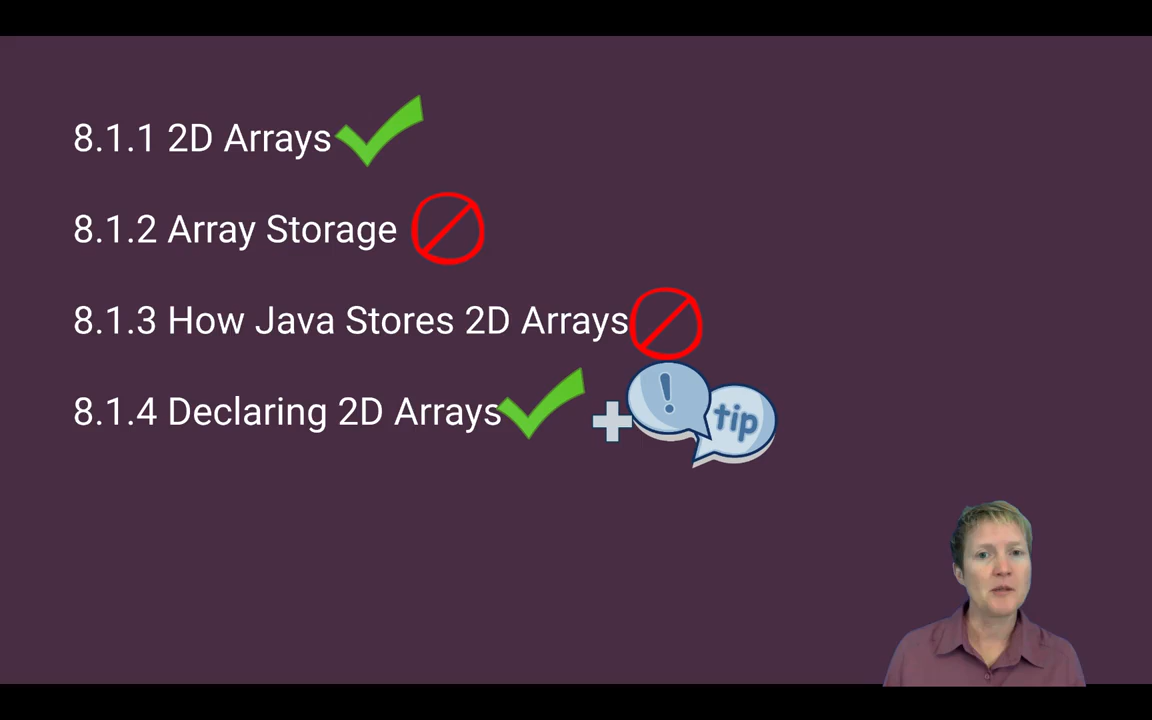 8.1.1 2D Arrays
8.1.2 Array Storage
8.1.3 How Java Stores 2D Arrays
8.1.4 Declaring 2D Arrays
! tip